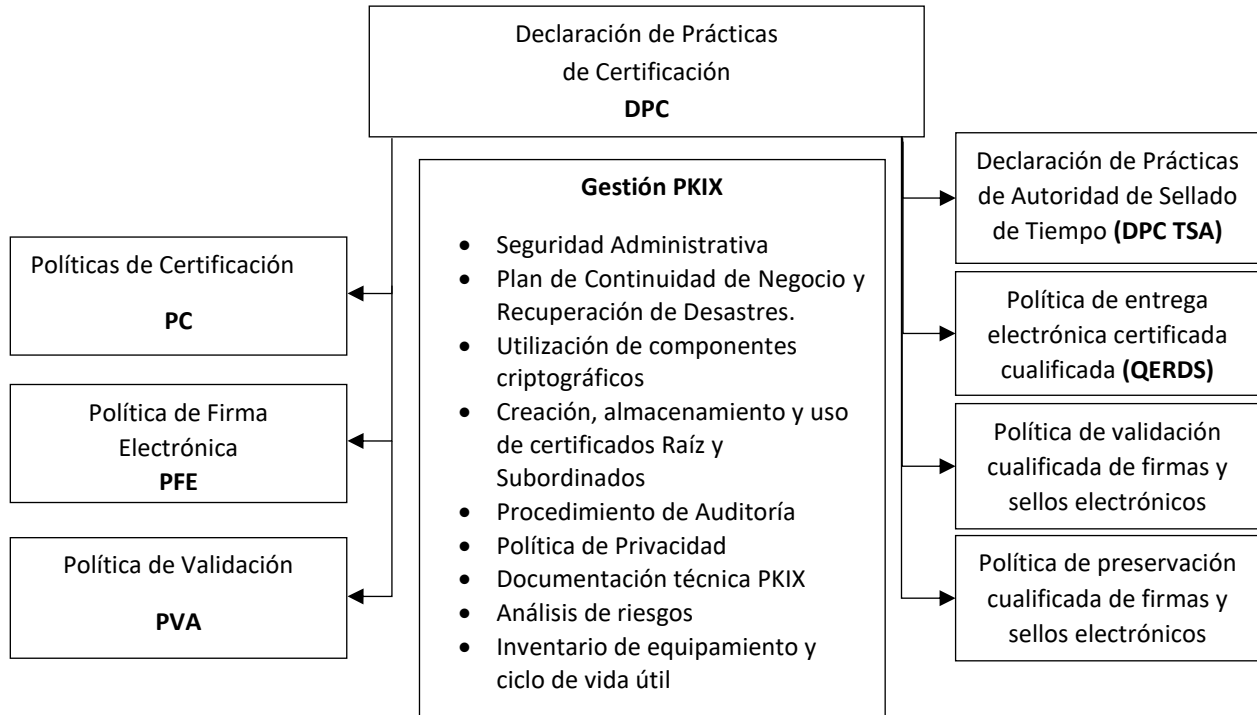 Declaración de Prácticas
de Certificación
DPC
Políticas de Certificación
PC
Política de Firma
Electrónica
PFE
Política de Validación
PVA
Gestión PKIX
• Seguridad Administrativa
• Plan de Continuidad de Negocio y
Recuperación de Desastres.
• Utilización de componentes
criptográficos
• Creación, almacenamiento y uso
de certificados Raíz y
Subordinados
• Procedimiento de Auditoría
• Política de Privacidad
• Documentación técnica PKIX
• Análisis de riesgos
• Inventario de equipamiento y
ciclo de vida útil
Declaración de Prácticas
de Autoridad de Sellado
de Tiempo (DPC TSA)
Política de entrega
electrónica certificada
cualificada (QERDS)
Política de validación
cualificada de firmas y
sellos electrónicos
Política de preservación
cualificada de firmas y
sellos electrónicos